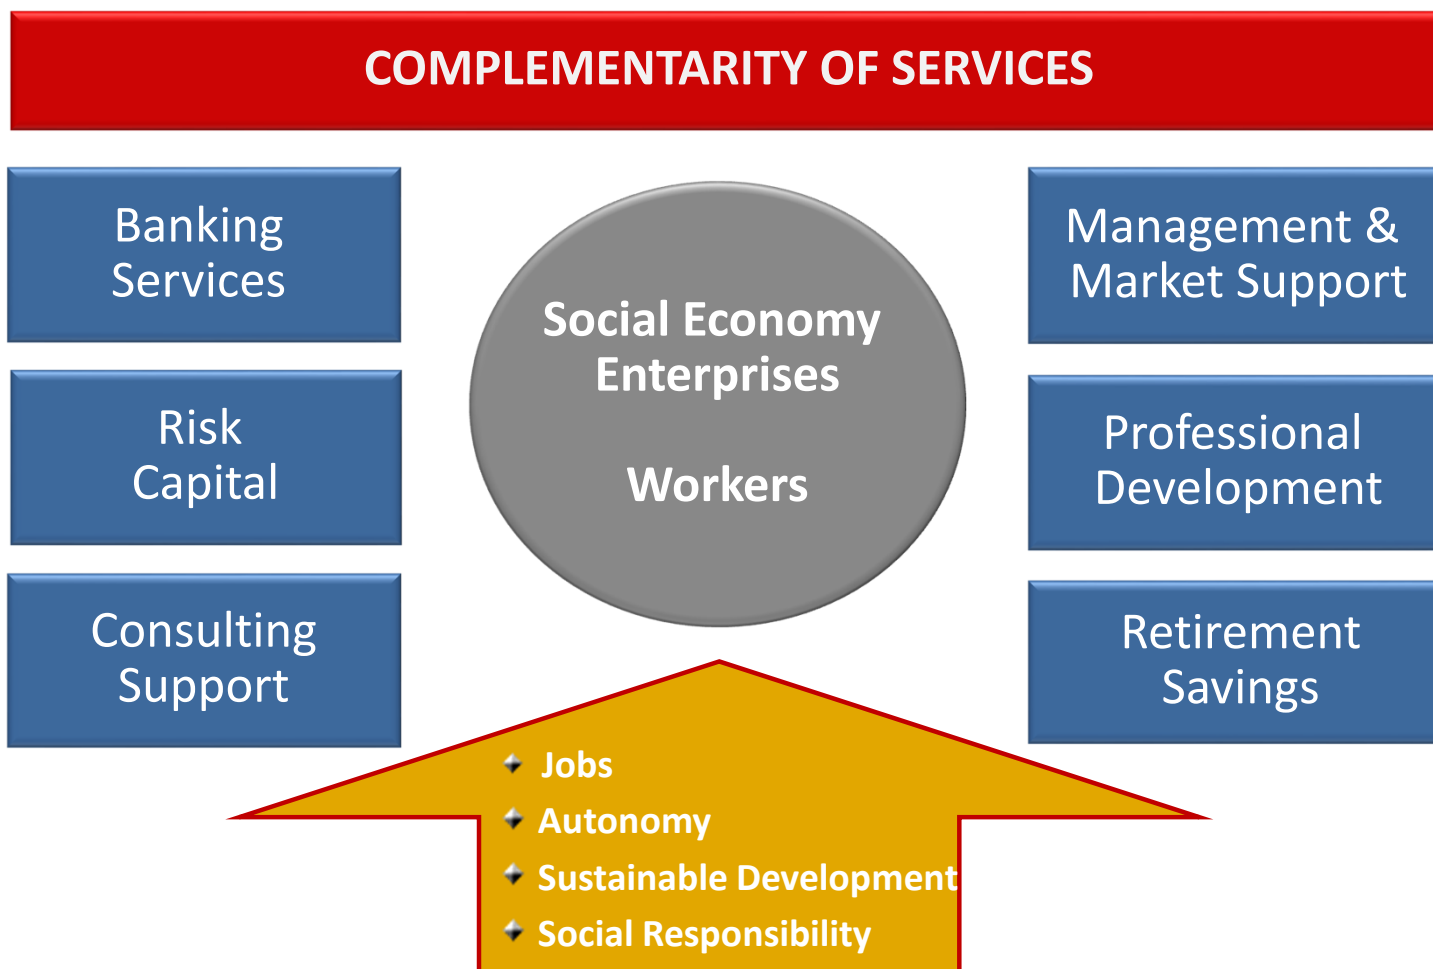 COMPLEMENTARITY OF SERVICES
Banking
Services
Risk
Capital
Consulting
Support
Social Economy
Enterprises
Workers
Management &
Market Support
Professional
Development
Retirement
Savings
Jobs
Autonomy
Sustainable Development
Social Responsibility